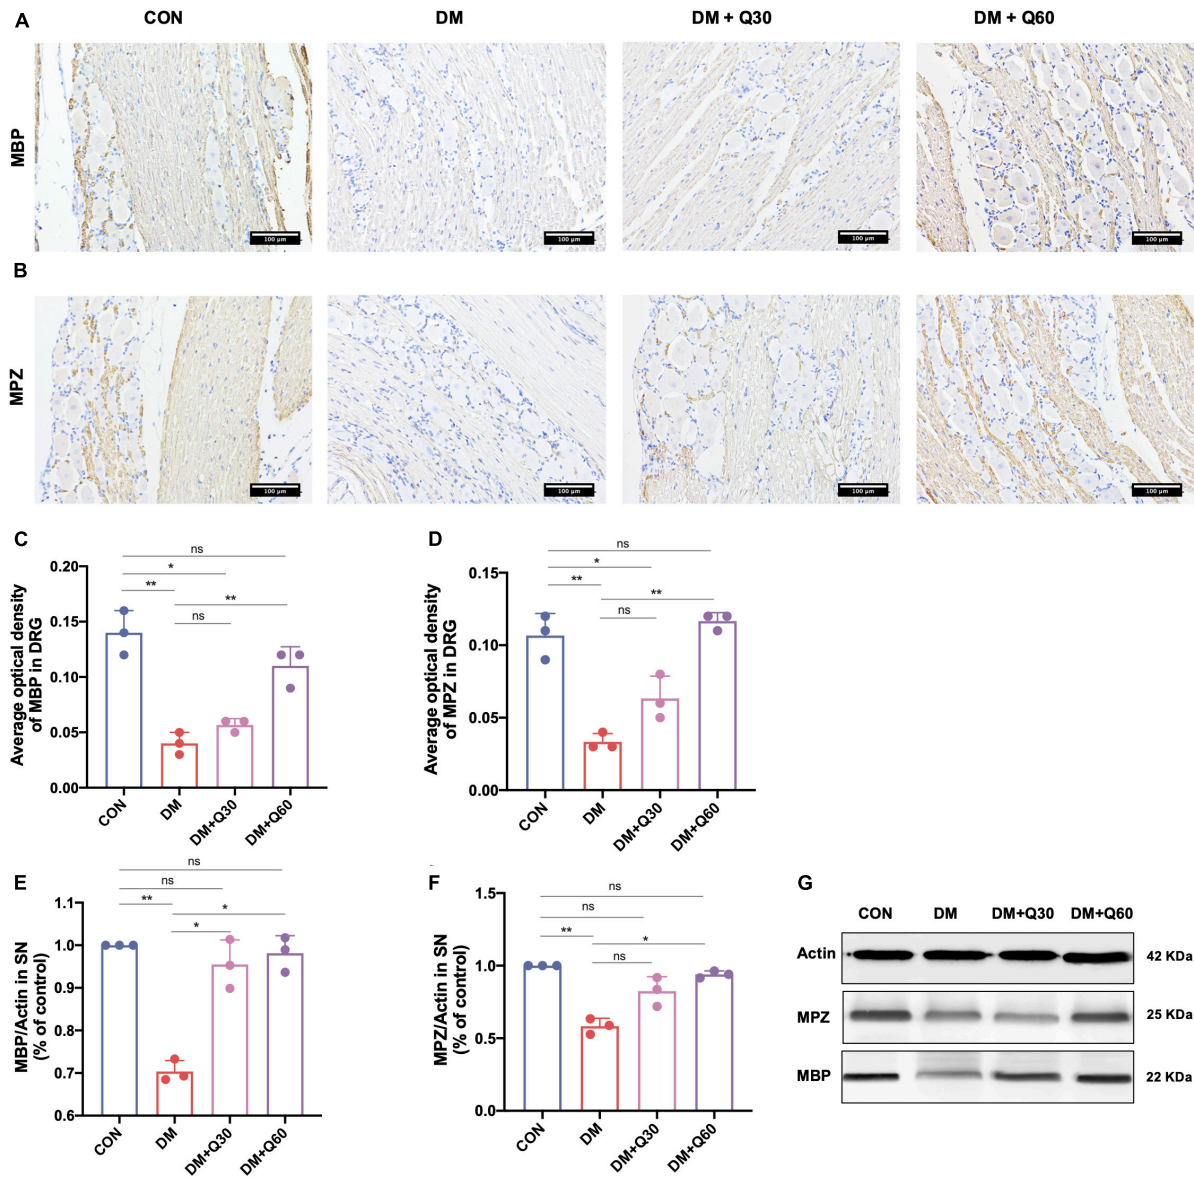 A
CON
DM
DM + Q30
DM + Q60
MBP
100 μm
100 μm
100 μm
100 μm
B
MPZ
100 μm
100 μm
100 μm
100 μm
C
Average optical density
of MBP in DRG
0.20
0.15
0.10
0.05
0.00
ns
*
**
**
ns
CON
DM
DM+Q30
DM+Q60
D
Average optical density
of MPZ in DRG
0.15
0.10
0.05
0.00
ns
*
**
**
ns
CON
DM
DM+Q30
DM+Q60
E
MBP/Actin in SN
(% of control)
1.1
1.0
0.9
0.8
0.7
0.6
ns
ns
**
*
*
CON
DM
DM+Q30
DM+Q60
F
MPZ/Actin in SN
(% of control)
1.5
1.0
0.5
0.0
ns
ns
**
*
ns
CON
DM
DM+Q30
DM+Q60
G
CON
DM
DM+Q30
DM+Q60
Actin
42 KDa
MPZ
25 KDa
MBP
22 KDa